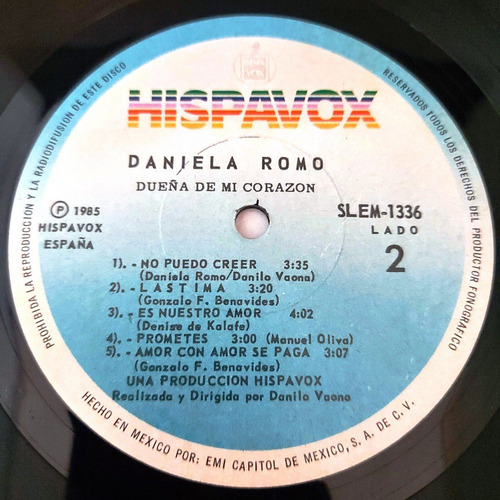 HISPAVOX
DANIELA ROMO
DUEÑA DE MI CORAZON
Ⓟ 1985
HISPAVOX
ESPAÑA
SLEM-1336
LADO
2
1). - NO PUEDO CREER 3:35
(Daniela Romo/Danilo Vaona)
2). - LASTIMA 3:20
(Gonzalo F. Benavides)
3). - ES NUESTRO AMOR 4:02
(Denise de Kalafe)
4). - PROMETES 3:00 (Manuel Oliva)
5). - AMOR CON AMOR SE PAGA 3:07
(Gonzalo F. Benavides)
UNA PRODUCCION HISPAVOX
Realizada y Dirigida por Danilo Vaona
PROHIBIDA LA REPRODUCCION Y LA RADIODIFUSION DE ESTE DISCO
RESERVADOS TODOS LOS DERECHOS DEL PRODUCTOR FONOGRAFICO
HECHO EN MEXICO POR: EMI CAPITOL DE MEXICO, S. A. DE C. V.